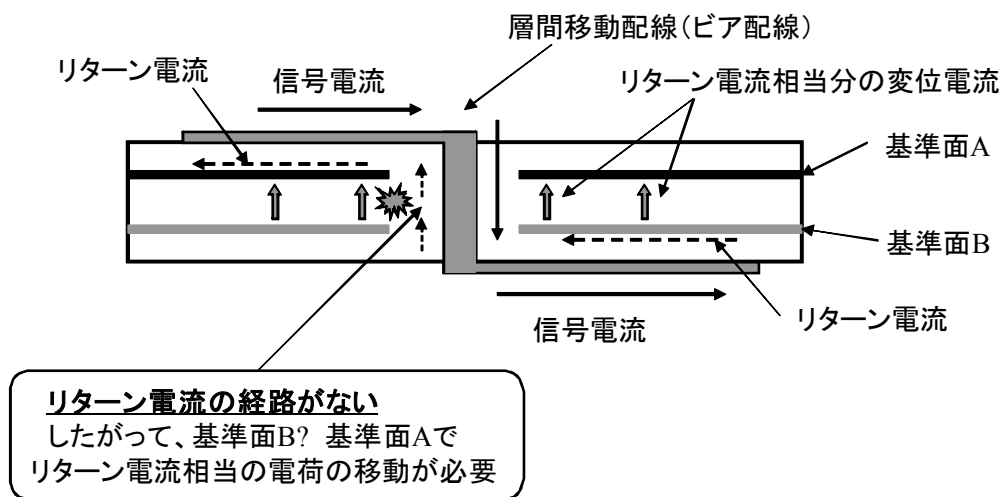 層間移動配線(ビア配線)
リターン電流
信号電流
リターン電流相当分の変位電流
基準面A
基準面B
リターン電流
信号電流
リターン電流の経路がない
したがって、基準面B? 基準面Aで
リターン電流相当の電荷の移動が必要